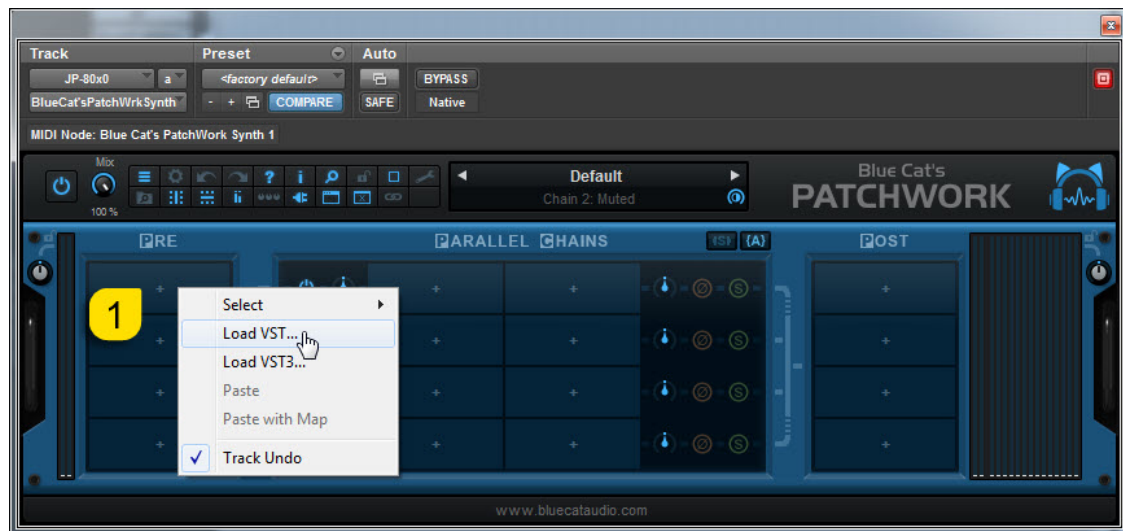 Track Preset Auto
JP-80x0 a <factory default> BYPASS
BlueCat'sPatchWrkSynth - + COMPARE SAFE Native
MIDI Node: Blue Cat's PatchWork Synth 1
Mix
100 %
Default
Chain 2: Muted
Blue Cat's
PATCHWORK
PRE PARALLEL CHAINS {S} {A} POST
1
Select
Load VST...
Load VST3...
Paste
Paste with Map
Track Undo
S
S
S
S
www.bluecataudio.com